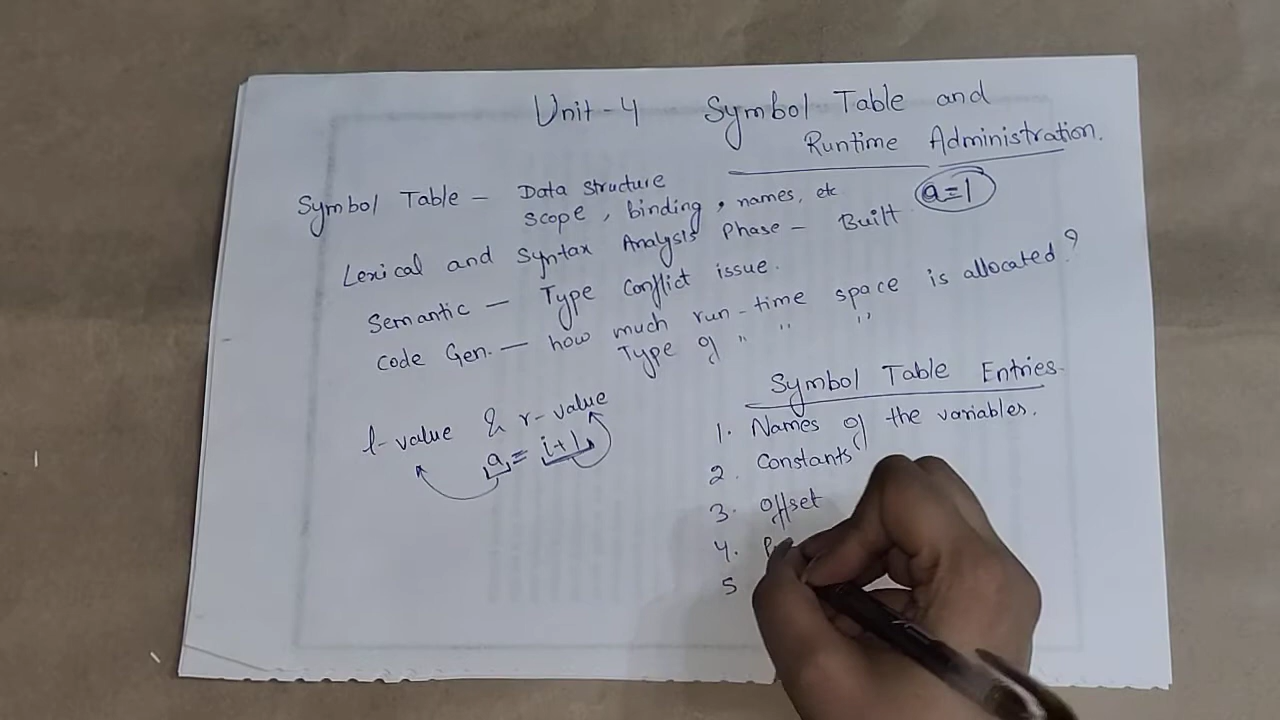 Unit-4 Symbol Table and
Runtime Administration.
Symbol Table - Data structure
scope, binding, names, etc
a=1
Lexical and Syntax Analysis Phase - Built
Semantic - Type Conflict issue.
Code Gen. - how much run-time space is allocated?
Type of " " "
l-value & r-value
a = i+1
Symbol Table Entries
1. Names of the variables.
2. Constants
3. Offset
4.
5